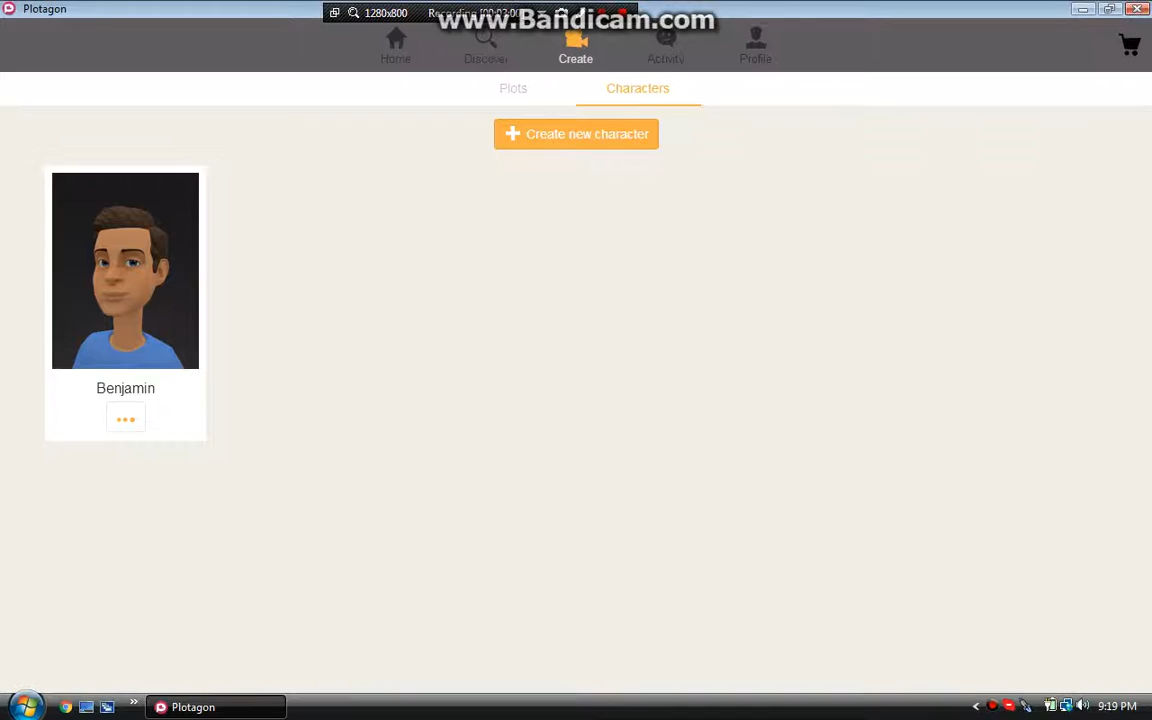 Plotagon
1280x800
Recording
www.Bandicam.com
Home
Discover
Create
Activity
Profile
Plots
Characters
Create new character
Benjamin
Plotagon
9:19 PM